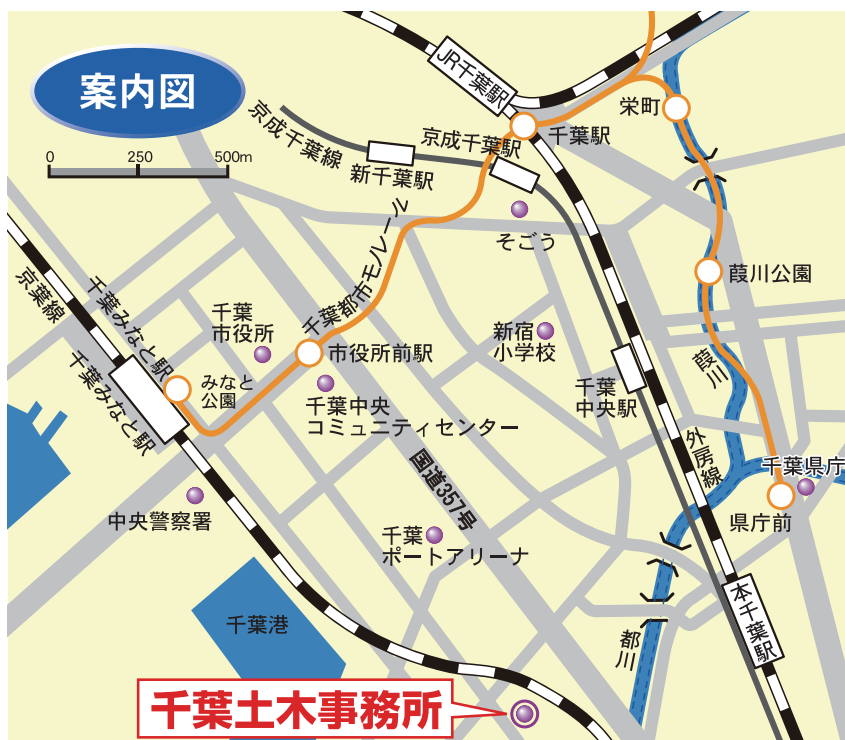 案内図
0 250 500m
JR千葉駅
京成千葉線
新千葉駅
京成千葉駅
千葉駅
栄町
そごう
葭川公園
京葉線
千葉みなと駅
千葉みなと駅
千葉
市役所
千葉都市モノレール
市役所前駅
みなと
公園
新宿
小学校
千葉
中央駅
葭川
千葉中央
コミュニティセンター
国道357号
外房線
千葉県庁
県庁前
中央警察署
千葉
ポートアリーナ
千葉港
都川
本千葉駅
千葉土木事務所